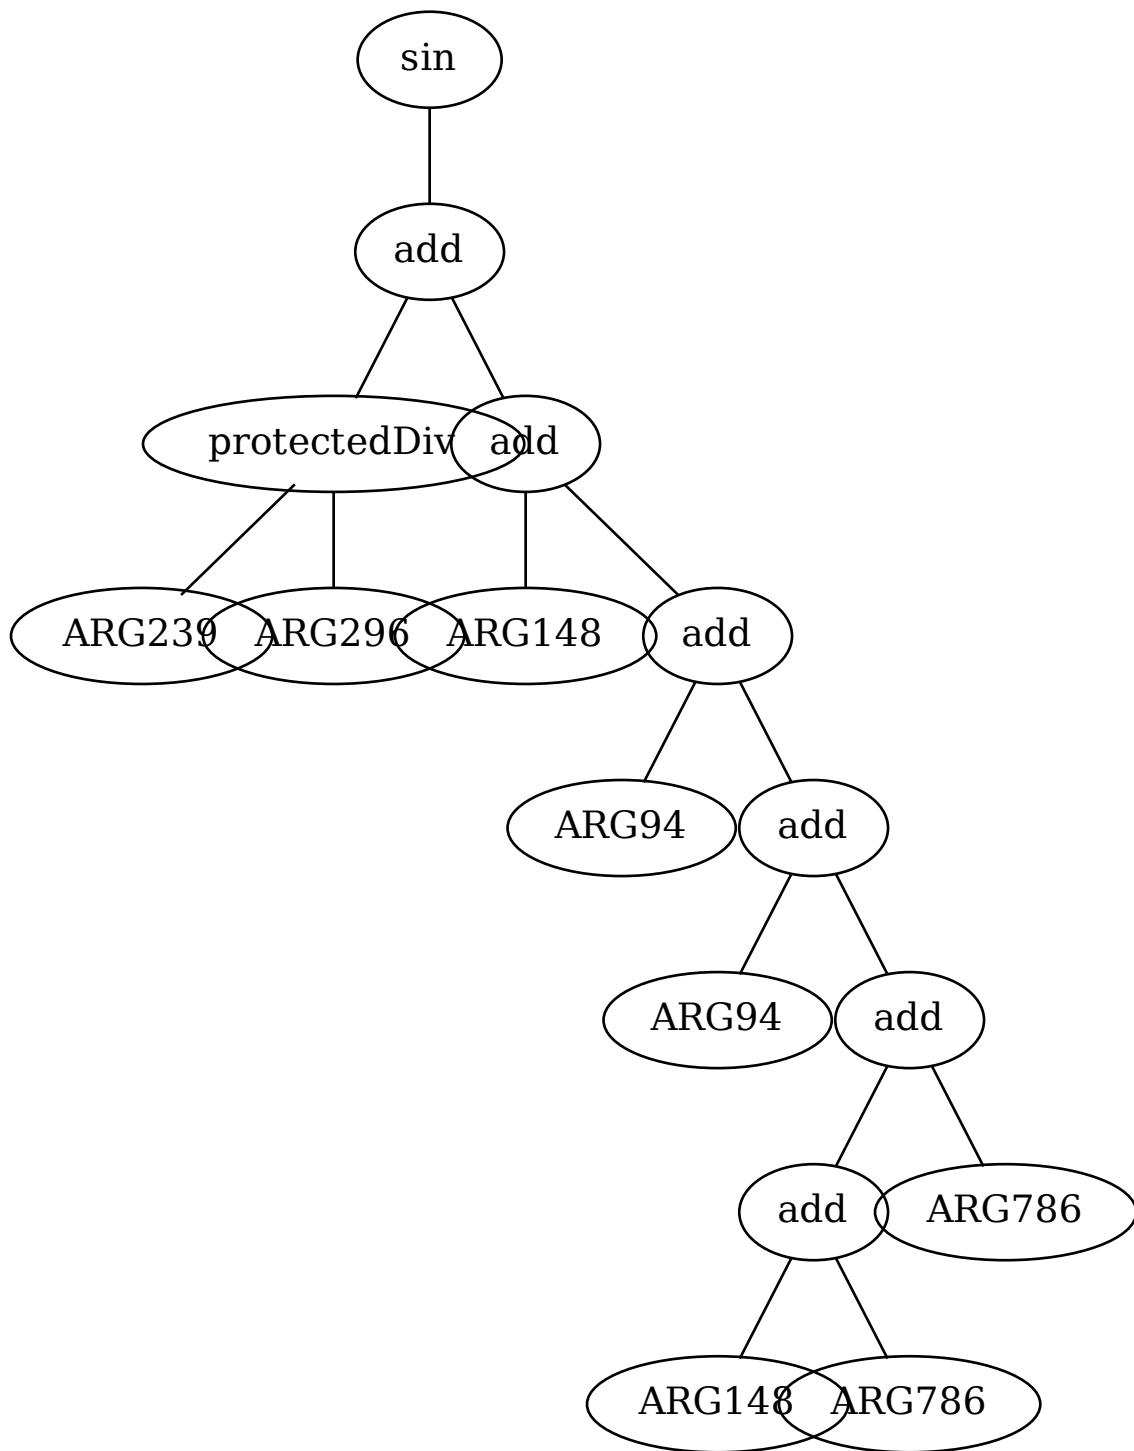 sin
add
protectedDiv add
ARG239 ARG296 ARG148 add
ARG94 add
ARG94 add
add ARG786
ARG148 ARG786